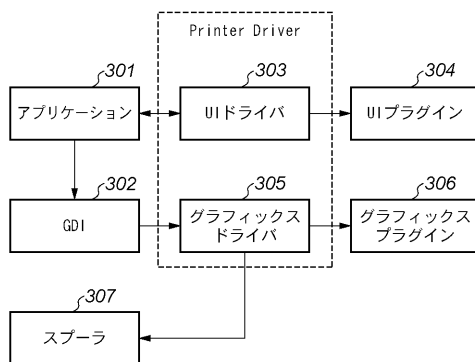 Printer Driver
301
アプリケーション
303
UIドライバ
304
UIプラグイン
302
GDI
305
グラフィックス
ドライバ
306
グラフィックス
プラグイン
307
スプーラ